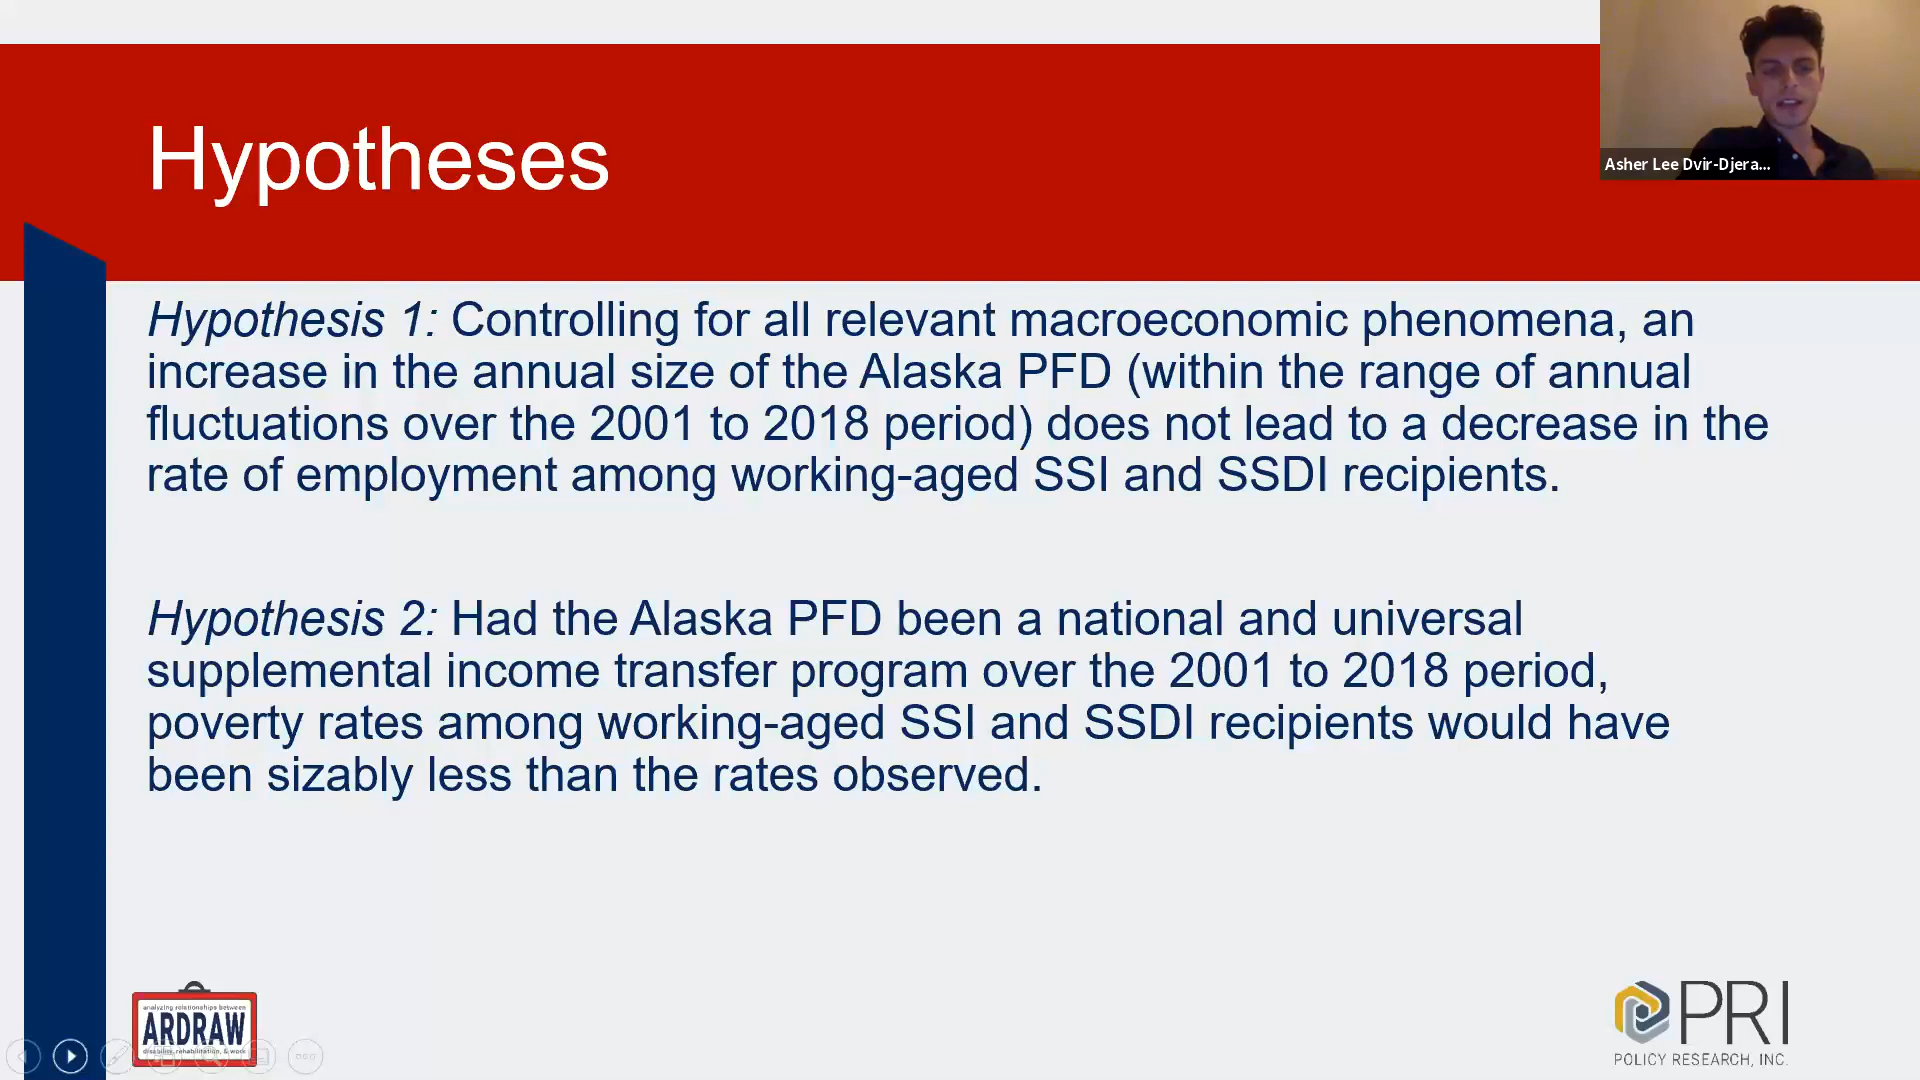 Hypotheses
Asher Lee Dvir-Djera...
Hypothesis 1: Controlling for all relevant macroeconomic phenomena, an
increase in the annual size of the Alaska PFD (within the range of annual
fluctuations over the 2001 to 2018 period) does not lead to a decrease in the
rate of employment among working-aged SSI and SSDI recipients.
Hypothesis 2: Had the Alaska PFD been a national and universal
supplemental income transfer program over the 2001 to 2018 period,
poverty rates among working-aged SSI and SSDI recipients would have
been sizably less than the rates observed.
analyzing relationships between
ARDRAW
disability, rehabilitation, & work
PRI
POLICY RESEARCH, INC.